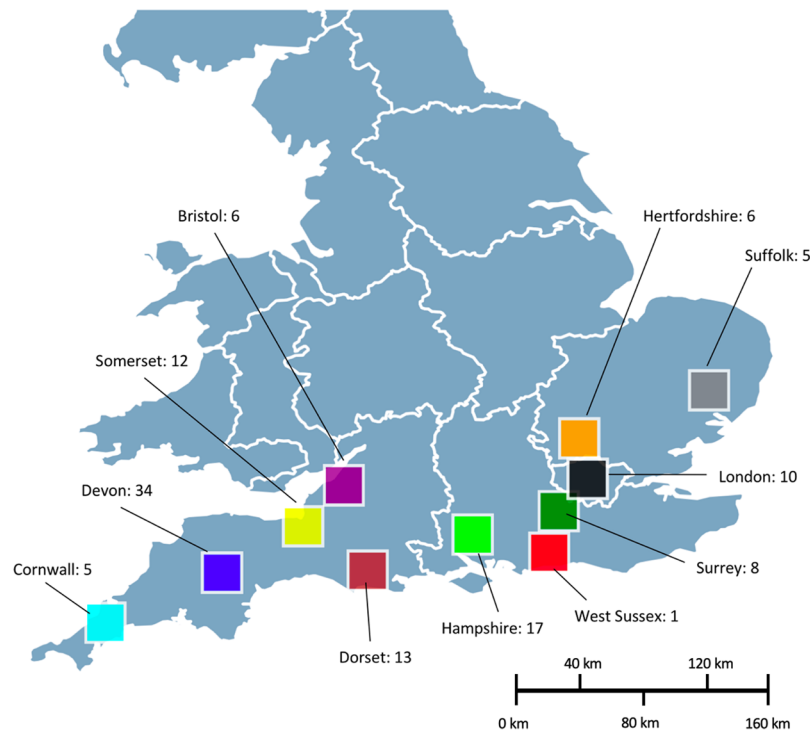 Bristol: 6
Hertfordshire: 6
Suffolk: 5
Somerset: 12
London: 10
Devon: 34
Surrey: 8
Cornwall: 5
West Sussex: 1
Hampshire: 17
Dorset: 13
40 km
120 km
0 km
80 km
160 km